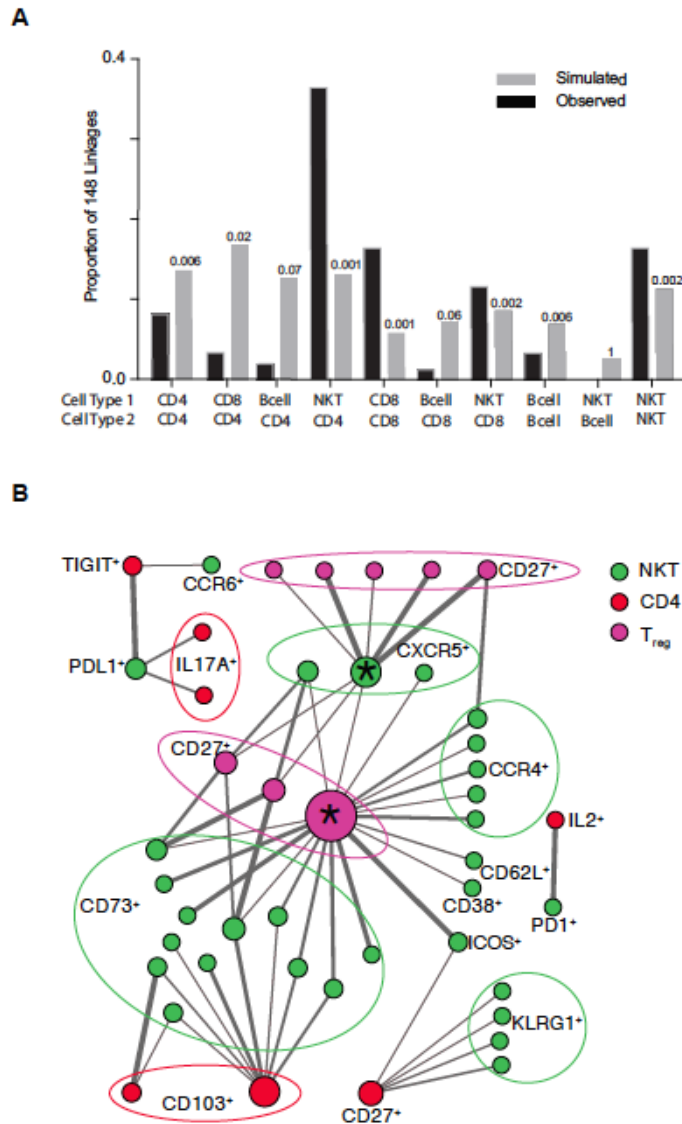 A
0.4
Simulated
Observed
Proportion of 148 Linkages
0.006
0.02
0.07
0.001
0.001
0.06
0.002
0.006
1
0.002
0.0
Cell Type 1 CD4 CD8 Bcell NKT CD8 Bcell NKT Bcell NKT NKT
Cell Type 2 CD4 CD4 CD4 CD4 CD8 CD8 CD8 Bcell Bcell NKT
B
TIGIT+
CCR6+
CD27+
NKT
CD4
Treg
PDL1+
IL17A+
CXCR5+
*
CD27+
CCR4+
*
IL2+
CD62L+
CD38+
CD73+
PD1+
ICOS+
KLRG1+
CD103+
CD27+